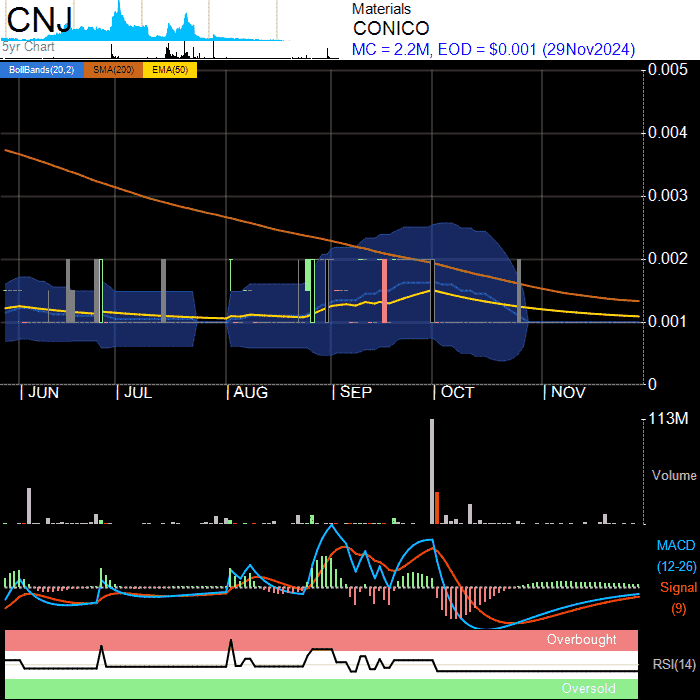 CNJ
5yr Chart
Materials
CONICO
MC = 2.2M, EOD = $0.001 (29Nov2024)
BollBands(20,2) SMA(200) EMA(50)
0.005
0.004
0.003
0.002
0.001
0
JUN JUL AUG SEP OCT NOV
113M
Volume
MACD
(12-26)
Signal
(9)
Overbought
RSI(14)
Oversold